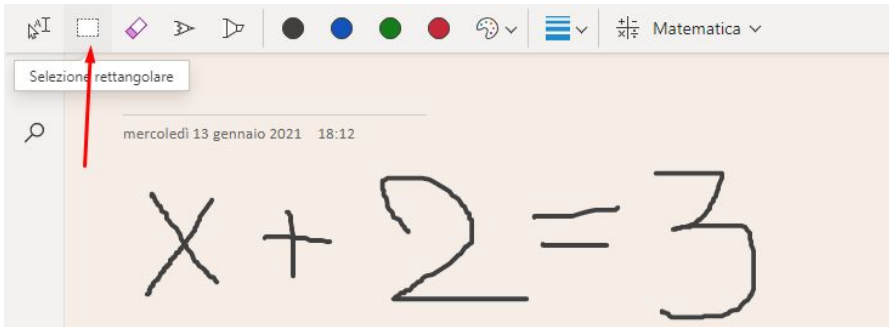 Matematica
Selezione rettangolare
mercoledì 13 gennaio 2021 18:12
x + 2 = 3